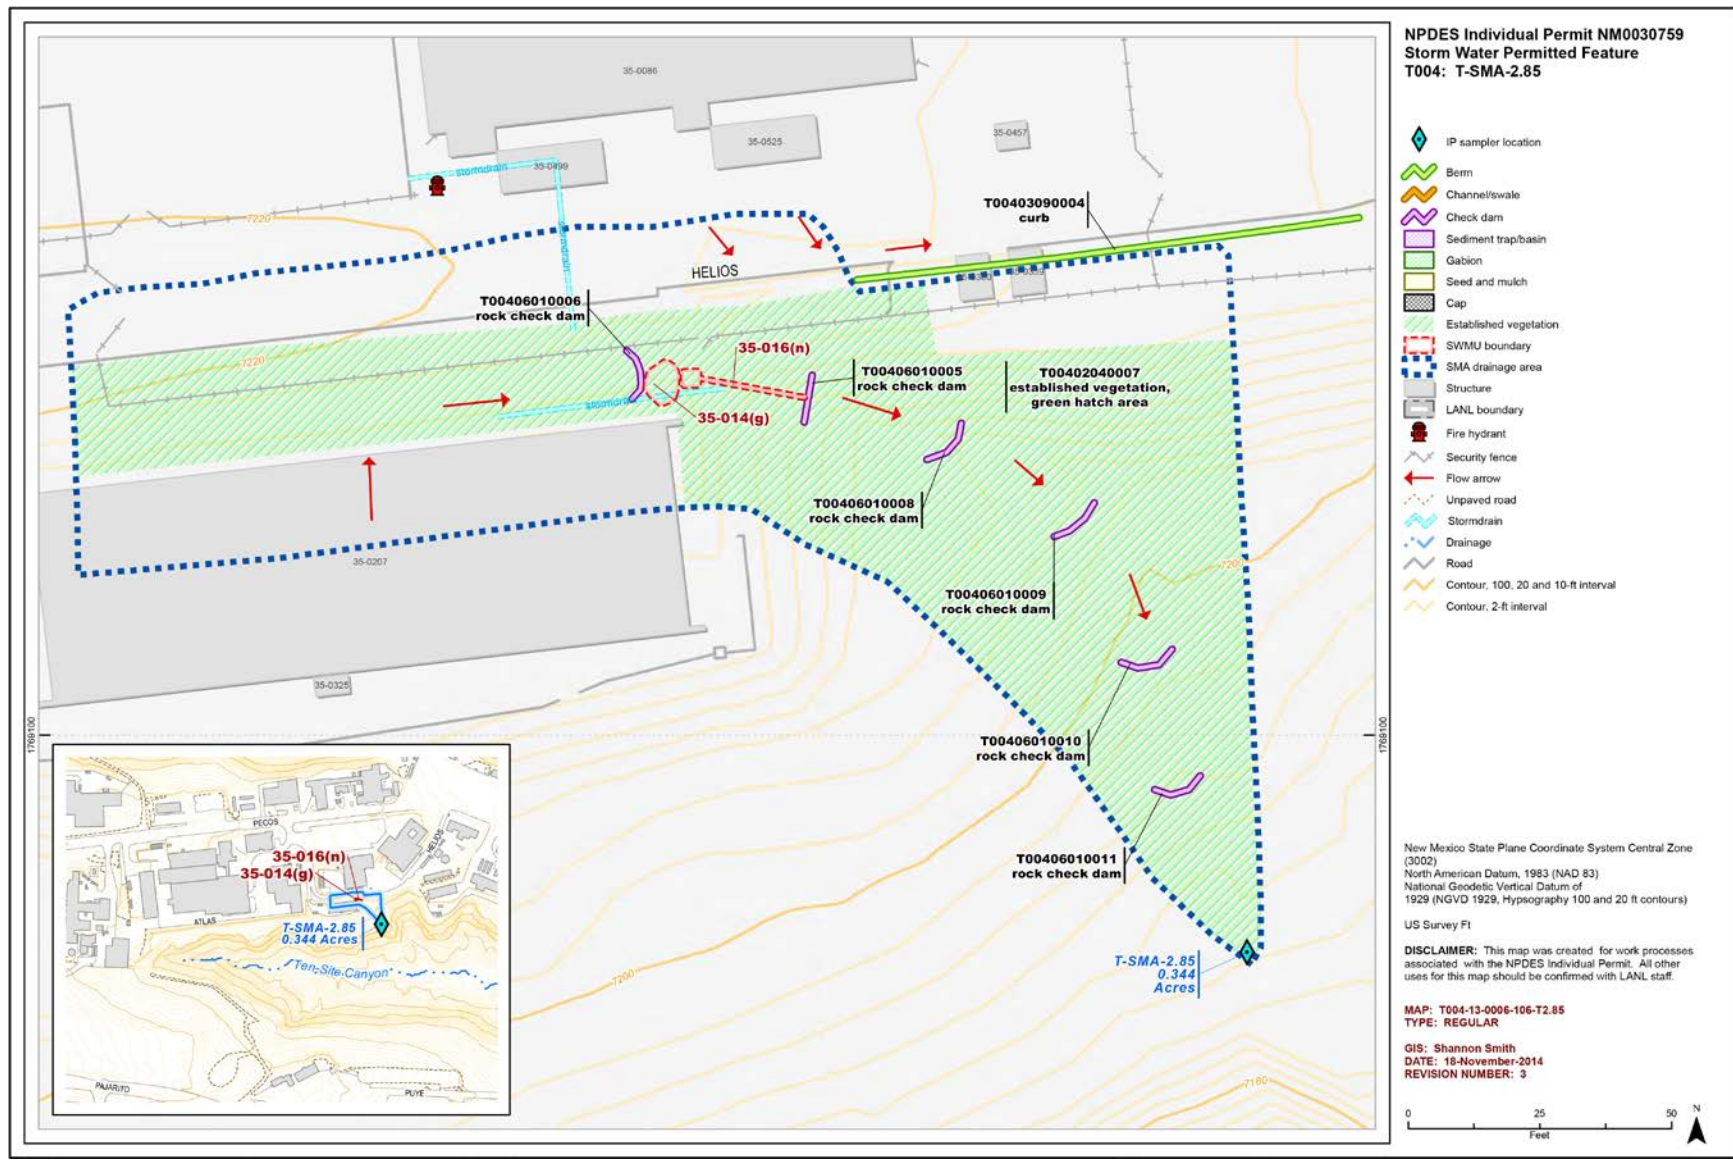 NPDES Individual Permit NM0030759
Storm Water Permitted Feature
T004: T-SMA-2.85
IP sampler location
Berm
Channel/swale
Check dam
Sediment trap/basin
Gabion
Seed and mulch
Cap
Established vegetation
SWMU boundary
SMA drainage area
Structure
LANL boundary
Fire hydrant
Security fence
Flow arrow
Unpaved road
Stormdrain
Drainage
Road
Contour, 100, 20 and 10-ft interval
Contour, 2-ft interval
New Mexico State Plane Coordinate System Central Zone
(3002)
North American Datum, 1983 (NAD 83)
National Geodetic Vertical Datum of
1929 (NGVD 1929, Hypsography 100 and 20 ft contours)
US Survey Ft
DISCLAIMER: This map was created for work processes
associated with the NPDES Individual Permit. All other
uses for this map should be confirmed with LANL staff.
MAP: T004-13-0006-106-T2.85
TYPE: REGULAR
GIS: Shannon Smith
DATE: 18-November-2014
REVISION NUMBER: 3
0 25 50
Feet
N
35-0086
35-0525
35-0457
35-0499
stormdrain
stormdrain
7220
T00403090004
curb
HELIOS
T00406010006
rock check dam
7220
35-016(n)
T00406010005
rock check dam
T00402040007
established vegetation,
green hatch area
35-014(g)
T00406010008
rock check dam
35-0207
7200
T00406010009
rock check dam
35-0325
1769100
1769100
T00406010010
rock check dam
T00406010011
rock check dam
T-SMA-2.85
0.344
Acres
7200
7180
PECOS
HELIOS
35-016(n)
35-014(g)
ATLAS
T-SMA-2.85
0.344 Acres
Ten-Site Canyon
PAJARITO
PUYE